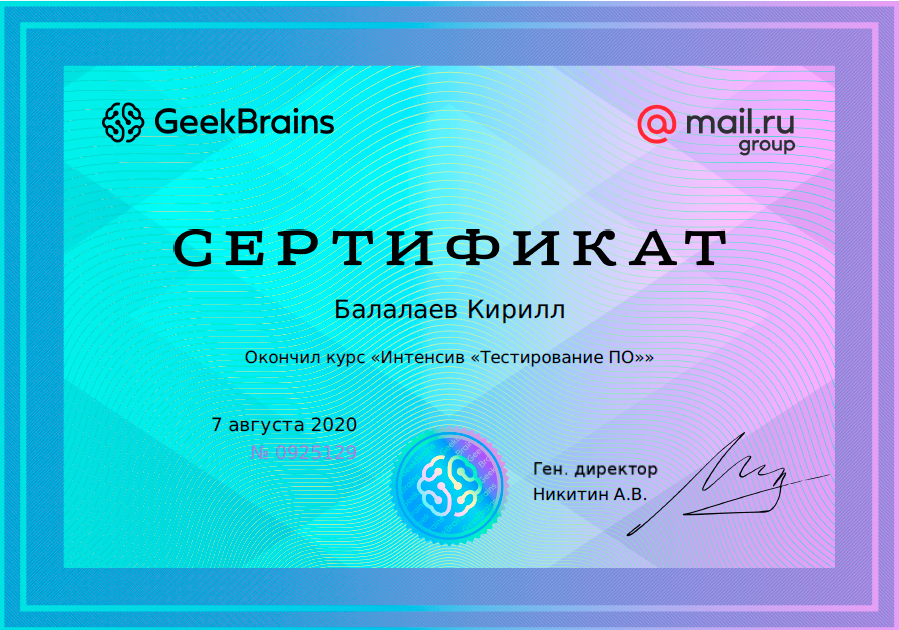 GeekBrains
@mail.ru
group
СЕРТИФИКАТ
Балалаев Кирилл
Окончил курс «Интенсив «Тестирование ПО»»
7 августа 2020
№ 0925129
Ген. директор
Никитин А.В.